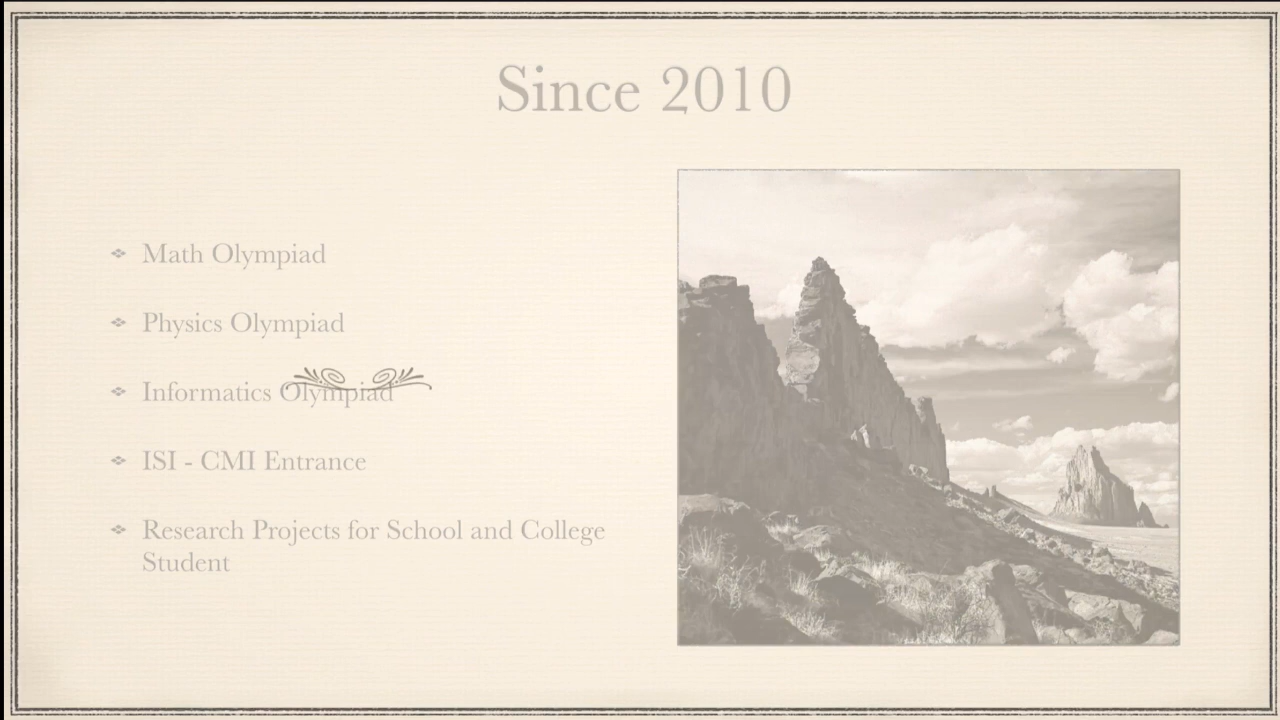 Since 2010
Math Olympiad
Physics Olympiad
Informatics Olympiad
ISI - CMI Entrance
Research Projects for School and College
Student